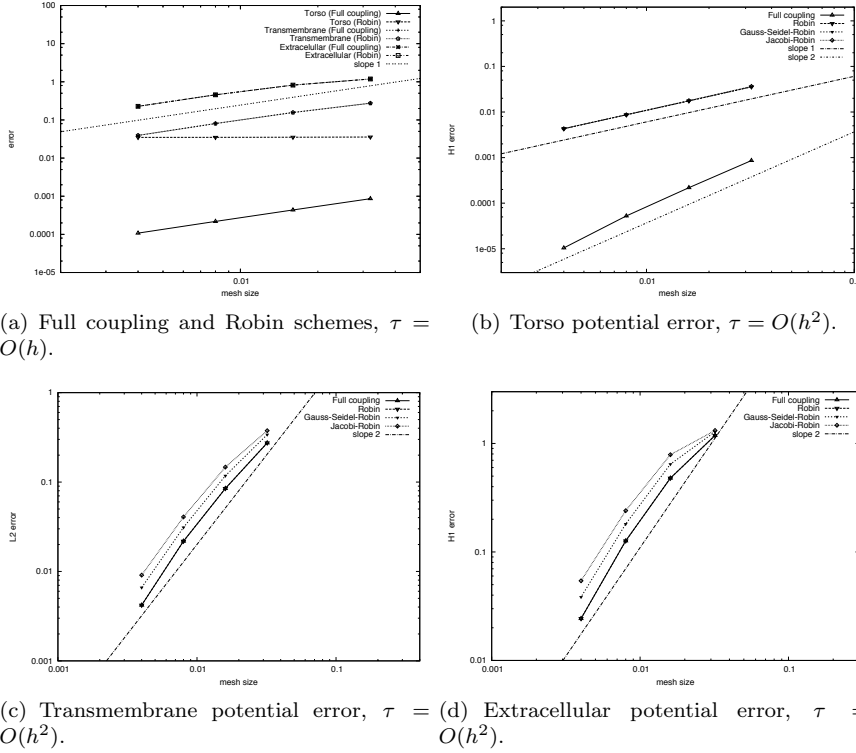 100
10
1
0.1
0.01
0.001
0.0001
1e-05
error
0.01
mesh size
Torso (Full coupling)
Torso (Robin)
Transmembrane (Full coupling)
Transmembrane (Robin)
Extracelullar (Full coupling)
Extracellular (Robin)
slope 1
(a) Full coupling and Robin schemes, τ =
O(h).
1
0.1
0.01
0.001
0.0001
1e-05
H1 error
0.01
0.
mesh size
Full coupling
Robin
Gauss-Seidel-Robin
Jacobi-Robin
slope 1
slope 2
(b) Torso potential error, τ = O(h²).
1
0.1
0.01
0.001
L2 error
0.001
0.01
0.1
mesh size
Full coupling
Robin
Gauss-Seidel-Robin
Jacobi-Robin
slope 2
(c) Transmembrane potential error, τ =
O(h²).
1
0.1
0.01
H1 error
0.001
0.01
0.1
mesh size
Full coupling
Robin
Gauss-Seidel-Robin
Jacobi-Robin
slope 2
(d) Extracellular potential error, τ =
O(h²).